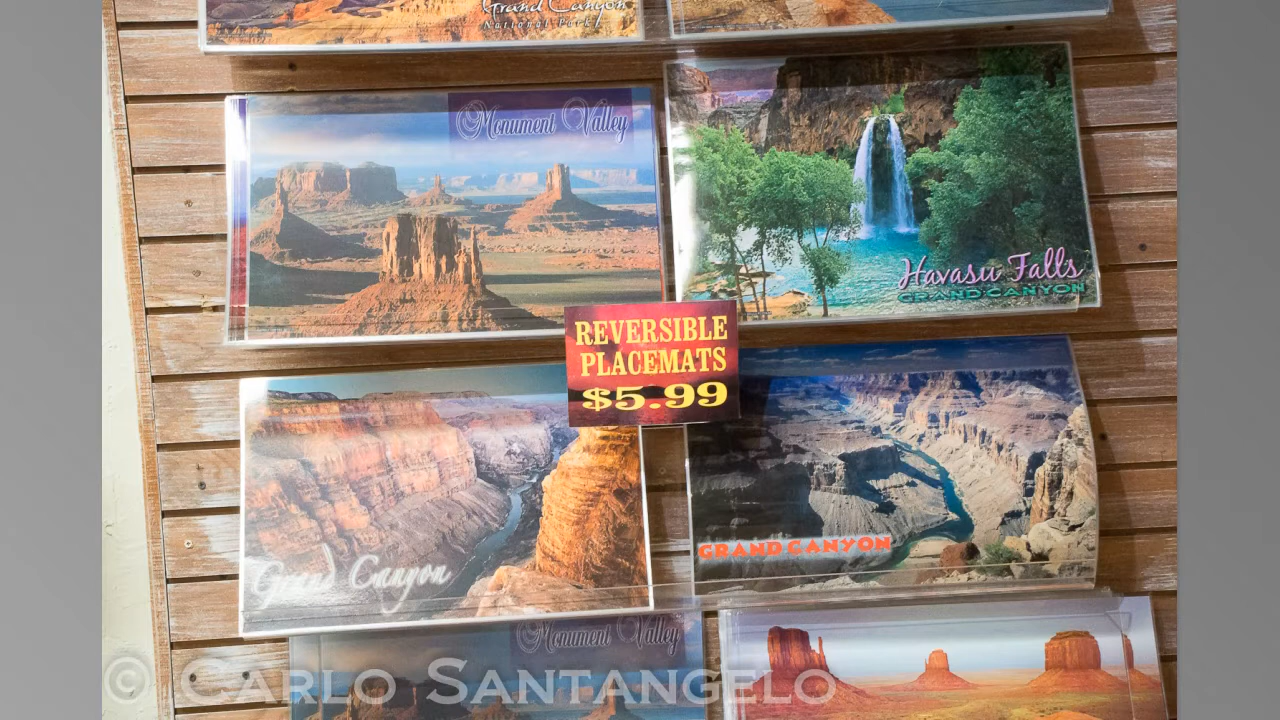 Grand Canyon
National Park
Monument Valley
Havasu Falls
GRAND CANYON
REVERSIBLE
PLACEMATS
$5.99
Grand Canyon
GRAND CANYON
Monument Valley
© CARLO SANTANGELO